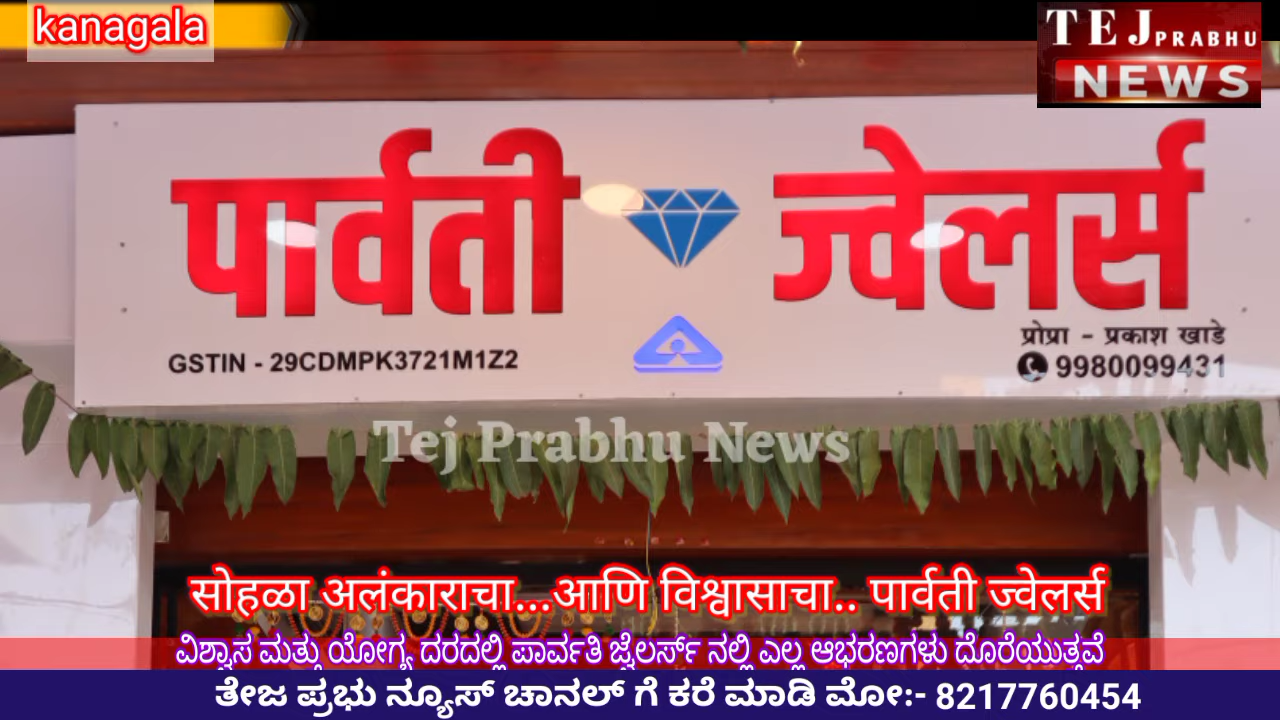 kanagala
TEJ PRABHU
NEWS
पार्वती ज्वेलर्स
प्रोप्रा - प्रकाश खाडे
GSTIN - 29CDMPK3721M1Z2
9980099431
Tej Prabhu News
सोहळा अलंकाराचा...आणि विश्वासाचा.. पार्वती ज्वेलर्स
ವಿಶ್ವಾಸ ಮತ್ತು ಯೋಗ್ಯ ದರದಲ್ಲಿ ಪಾರ್ವತಿ ಜ್ವೆಲರ್ಸ್ ನಲ್ಲಿ ಎಲ್ಲ ಆಭರಣಗಳು ದೊರೆಯುತ್ತವೆ
ತೇಜ ಪ್ರಭು ನ್ಯೂಸ್ ಚಾನಲ್ ಗೆ ಕರೆ ಮಾಡಿ ಮೋ:- 8217760454